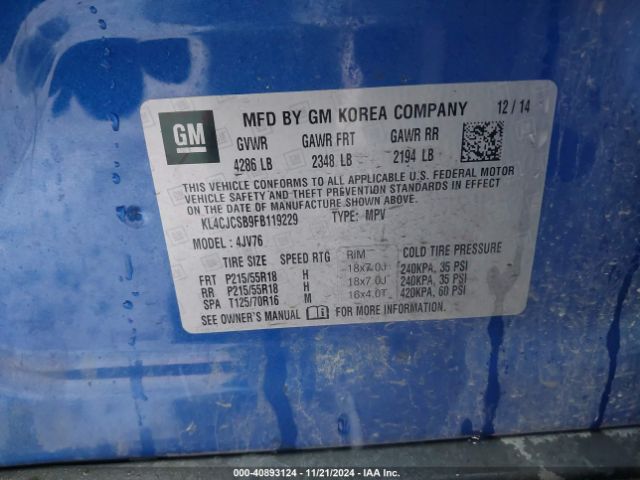 GM
MFD BY GM KOREA COMPANY 12/14
GVWR GAWR FRT GAWR RR
4286 LB 2348 LB 2194 LB
THIS VEHICLE CONFORMS TO ALL APPLICABLE U.S. FEDERAL MOTOR
VEHICLE SAFETY AND THEFT PREVENTION STANDARDS IN EFFECT
ON THE DATE OF MANUFACTURE SHOWN ABOVE.
KL4CJCSB9FB119229 TYPE: MPV
MODEL: 4JV76
TIRE SIZE SPEED RTG RIM COLD TIRE PRESSURE
FRT P215/55R18 H 18x7.0J 240KPA, 35 PSI
RR P215/55R18 H 18x7.0J 240KPA, 35 PSI
SPA T125/70R16 M 16x4.0T 420KPA, 60 PSI
SEE OWNER'S MANUAL FOR MORE INFORMATION.
000-40893124 - 11/21/2024 - IAA Inc.